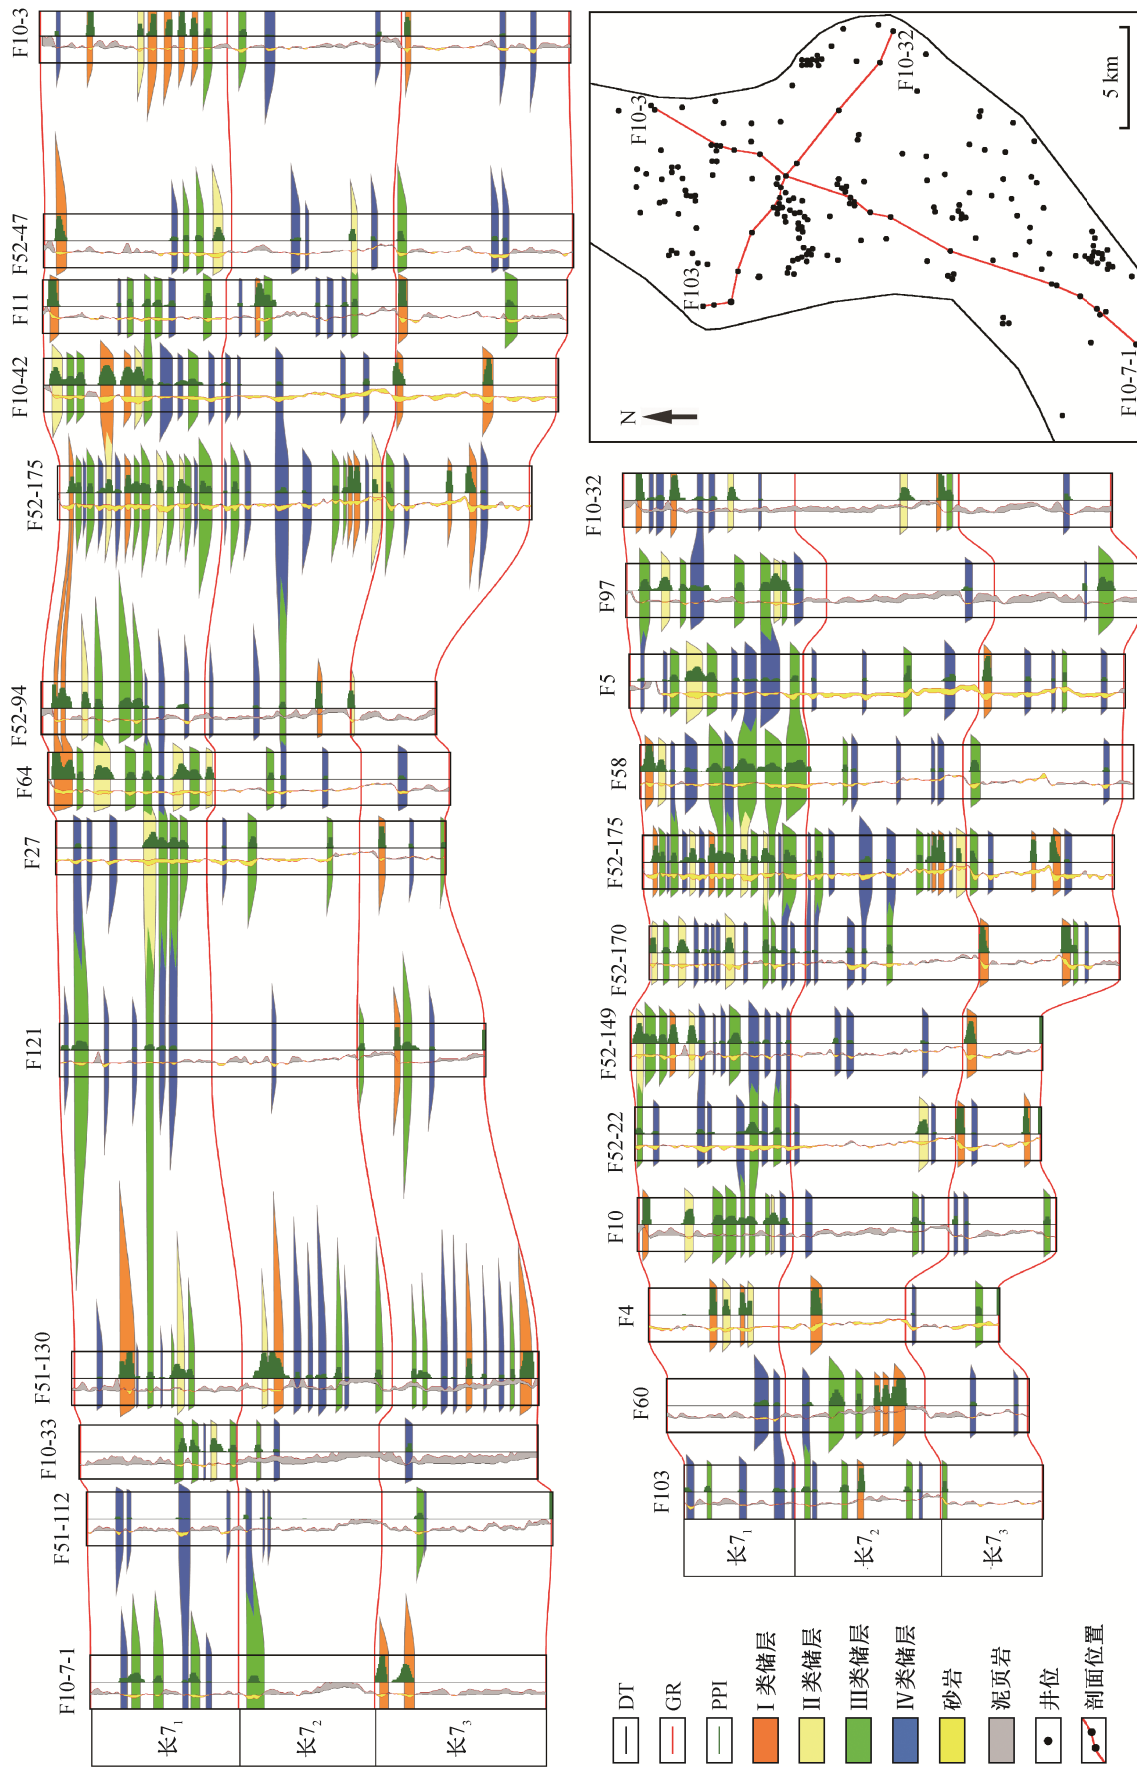 F10-7-1
F51-112
F10-33
F51-130
F121
F27
F64
F52-94
F52-175
F10-42
F11
F52-47
F10-3
长7₁
长7₂
长7₃
F103
F60
F4
F10
F52-22
F52-149
F52-170
F52-175
F58
F5
F97
F10-32
长7₁
长7₂
长7₃
N
F10-3
F10-32
F103
F10-7-1
5 km
DT
GR
PPI
Ⅰ类储层
Ⅱ类储层
Ⅲ类储层
Ⅳ类储层
砂岩
泥页岩
井位
剖面位置